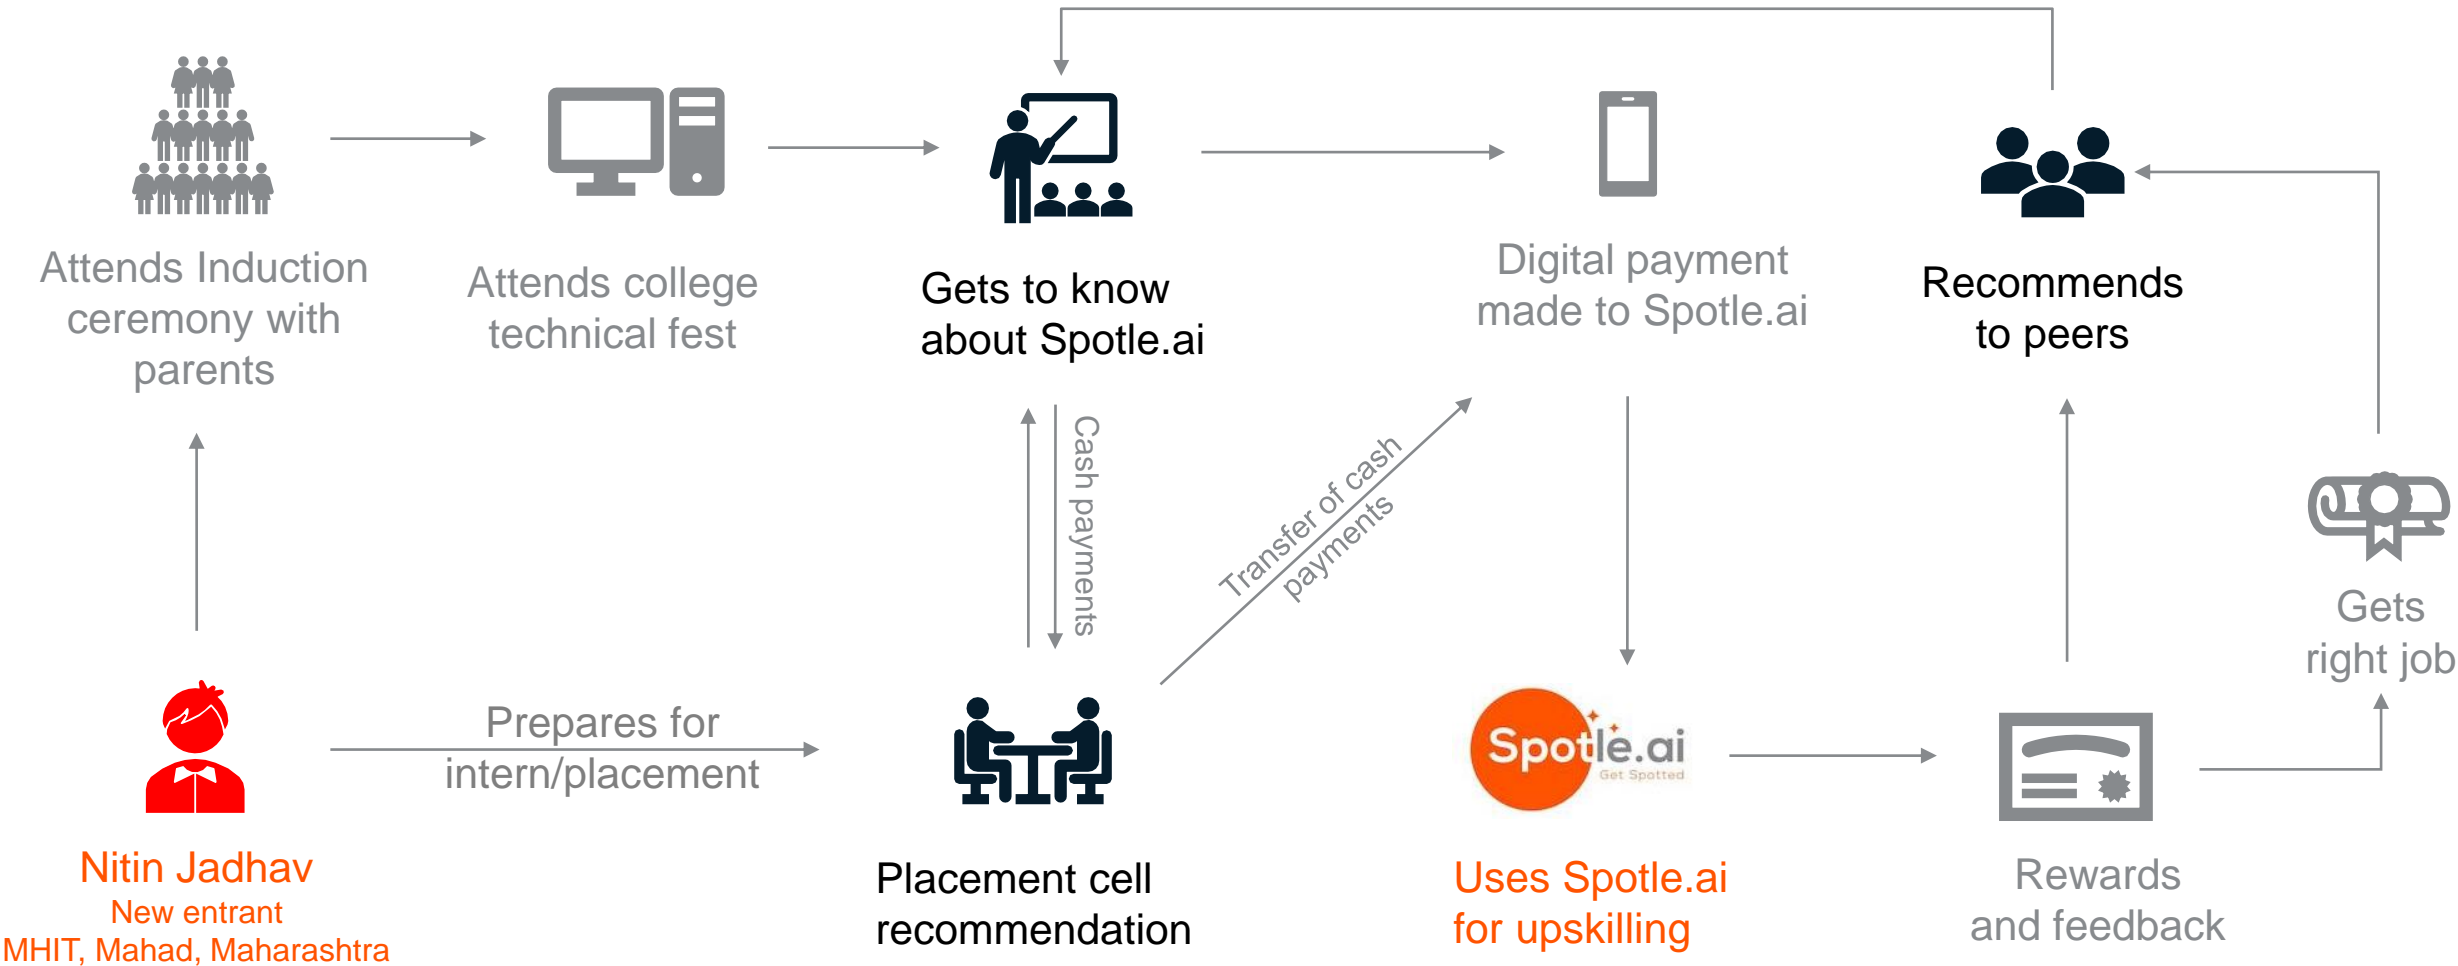 Attends Induction
ceremony with
parents
Attends college
technical fest
Gets to know
about Spotle.ai
Digital payment
made to Spotle.ai
Recommends
to peers
Cash payments
Transfer of cash
payments
Gets
right job
Prepares for
intern/placement
Spotle.ai
Get Spotted
Nitin Jadhav
New entrant
MHIT, Mahad, Maharashtra
Placement cell
recommendation
Uses Spotle.ai
for upskilling
Rewards
and feedback